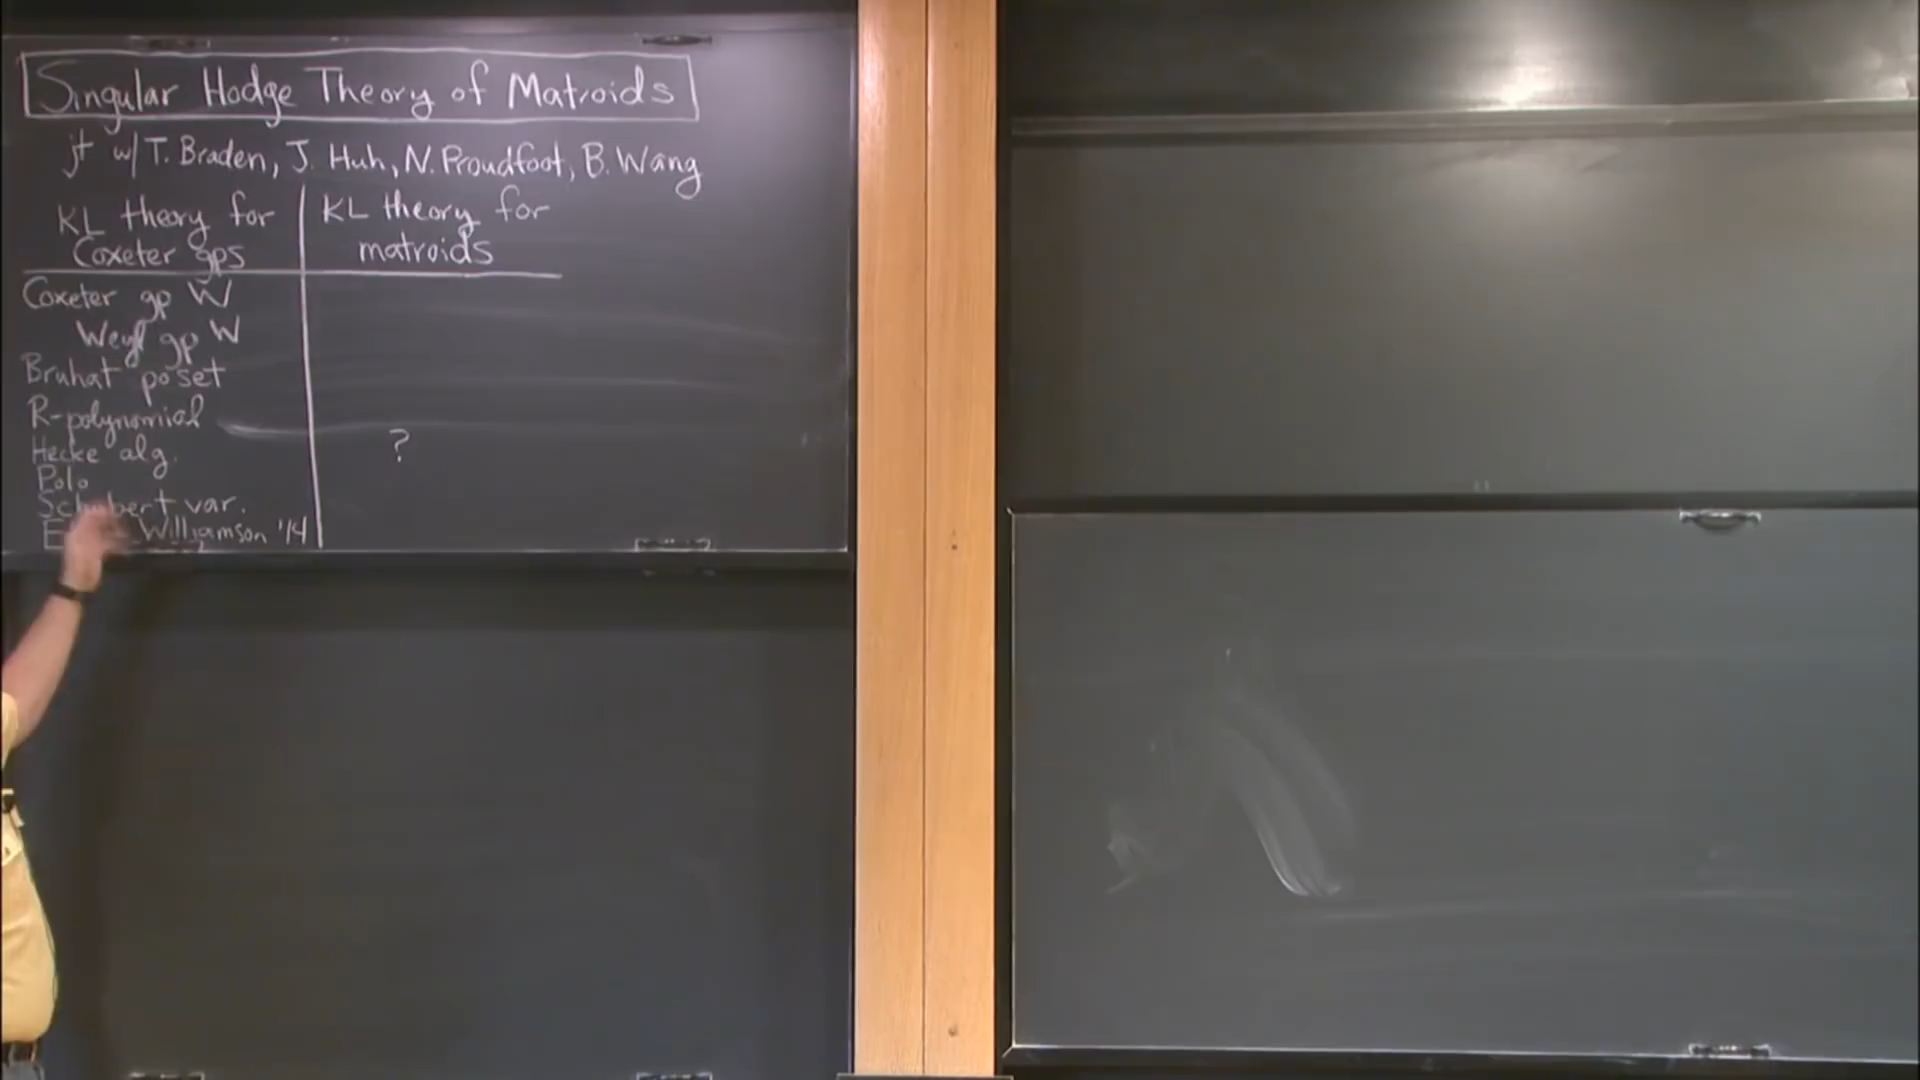 Singular Hodge Theory of Matroids
jt w/ T. Braden, J. Huh, N. Proudfoot, B. Wang
KL theory for
Coxeter gps
KL theory for
matroids
Coxeter gp W
Weyl gp W
Bruhat poset
R-polynomial
Hecke alg.
?
Polo
Schubert var.
Williamson '14